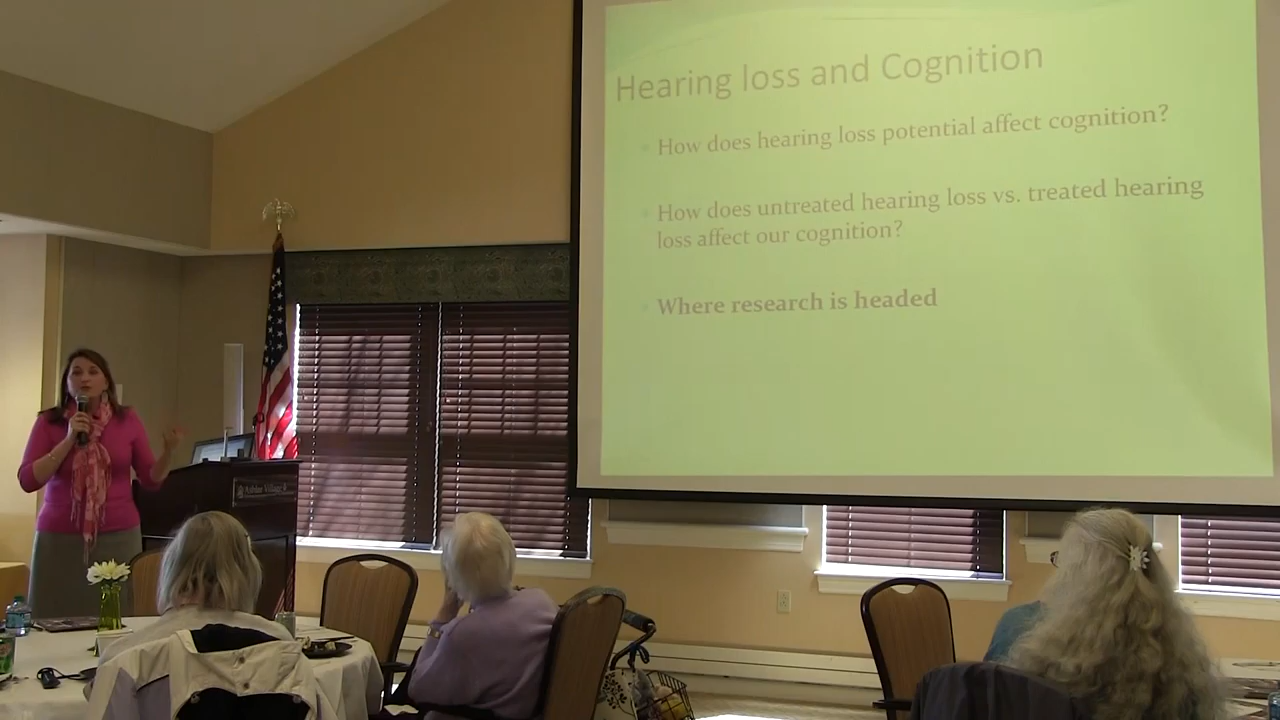 Hearing loss and Cognition
How does hearing loss potential affect cognition?
How does untreated hearing loss vs. treated hearing
loss affect our cognition?
Where research is headed